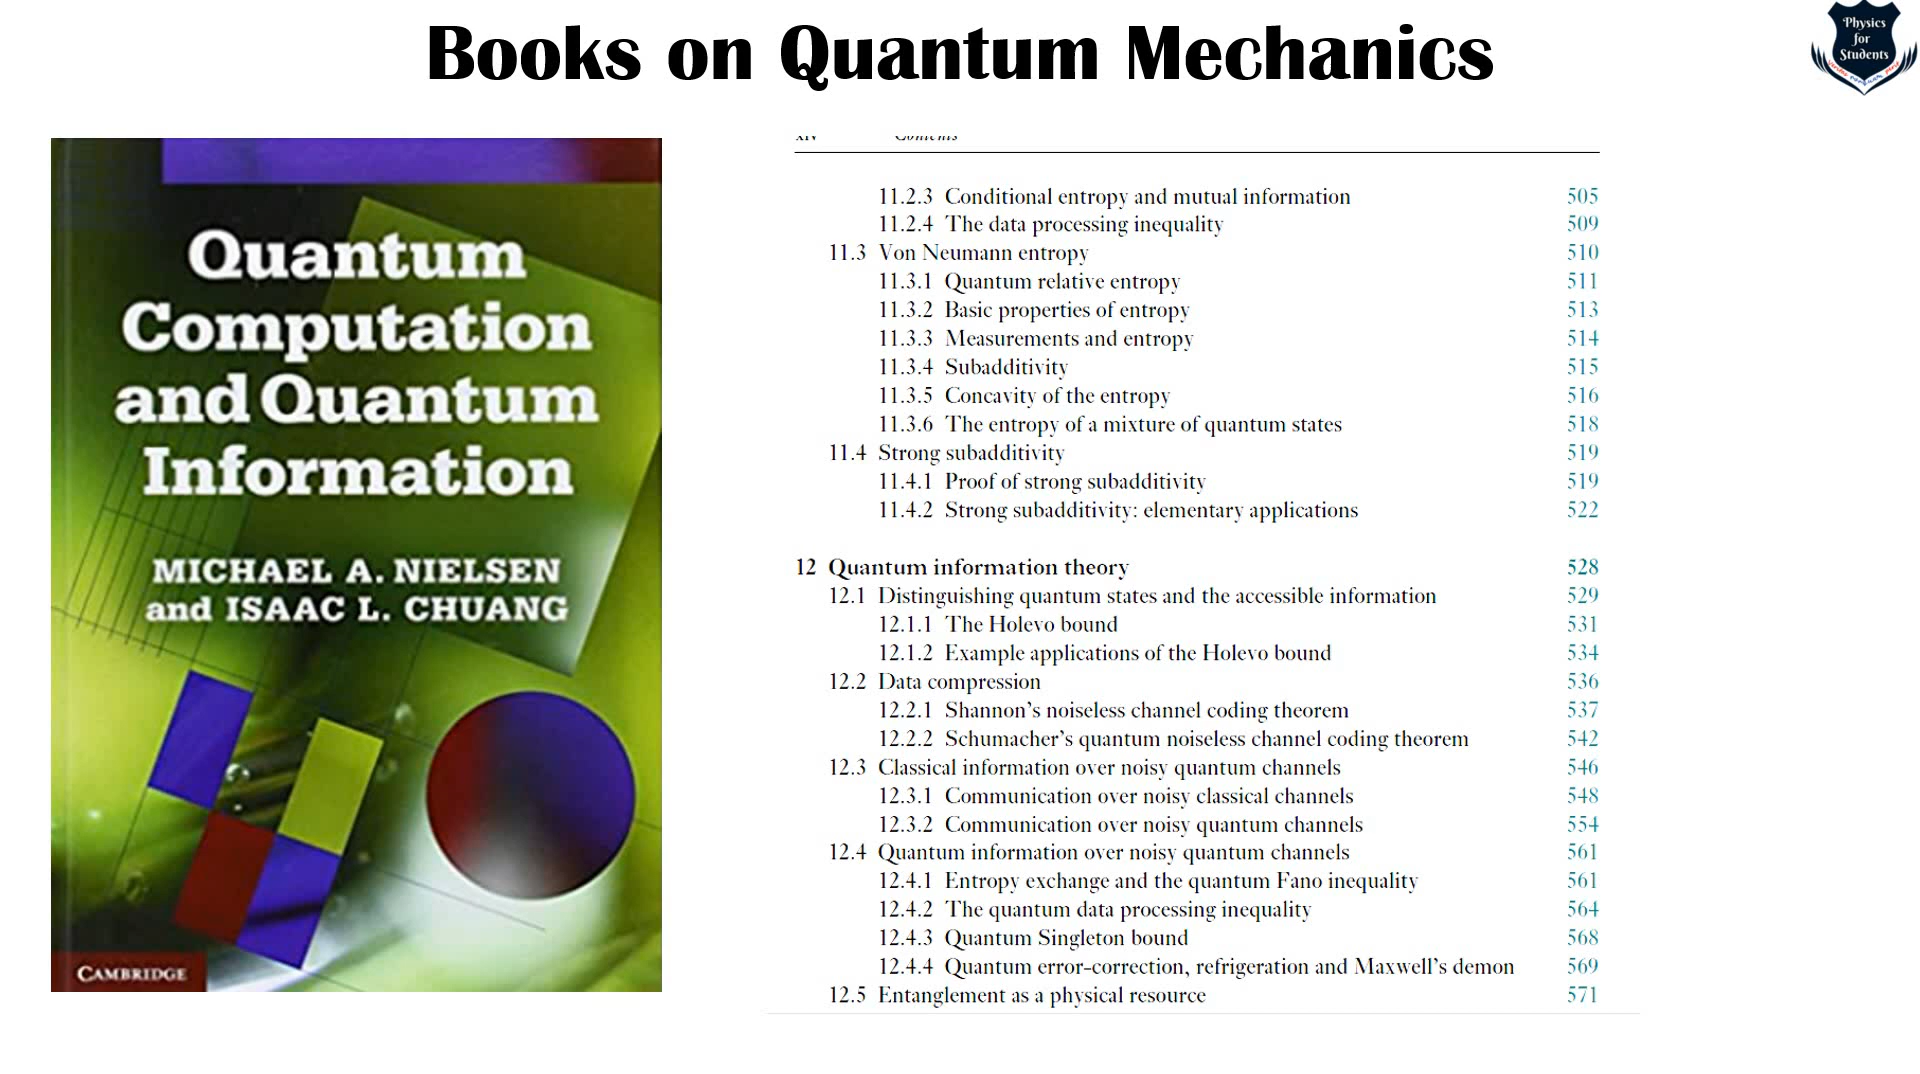 Books on Quantum Mechanics
Physics
for
Students
Quantum
Computation
and Quantum
Information
MICHAEL A. NIELSEN
and ISAAC L. CHUANG
CAMBRIDGE
xiv Contents
11.2.3 Conditional entropy and mutual information 505
11.2.4 The data processing inequality 509
11.3 Von Neumann entropy 510
11.3.1 Quantum relative entropy 511
11.3.2 Basic properties of entropy 513
11.3.3 Measurements and entropy 514
11.3.4 Subadditivity 515
11.3.5 Concavity of the entropy 516
11.3.6 The entropy of a mixture of quantum states 518
11.4 Strong subadditivity 519
11.4.1 Proof of strong subadditivity 519
11.4.2 Strong subadditivity: elementary applications 522
12 Quantum information theory 528
12.1 Distinguishing quantum states and the accessible information 529
12.1.1 The Holevo bound 531
12.1.2 Example applications of the Holevo bound 534
12.2 Data compression 536
12.2.1 Shannon’s noiseless channel coding theorem 537
12.2.2 Schumacher’s quantum noiseless channel coding theorem 542
12.3 Classical information over noisy quantum channels 546
12.3.1 Communication over noisy classical channels 548
12.3.2 Communication over noisy quantum channels 554
12.4 Quantum information over noisy quantum channels 561
12.4.1 Entropy exchange and the quantum Fano inequality 561
12.4.2 The quantum data processing inequality 564
12.4.3 Quantum Singleton bound 568
12.4.4 Quantum error-correction, refrigeration and Maxwell’s demon 569
12.5 Entanglement as a physical resource 571